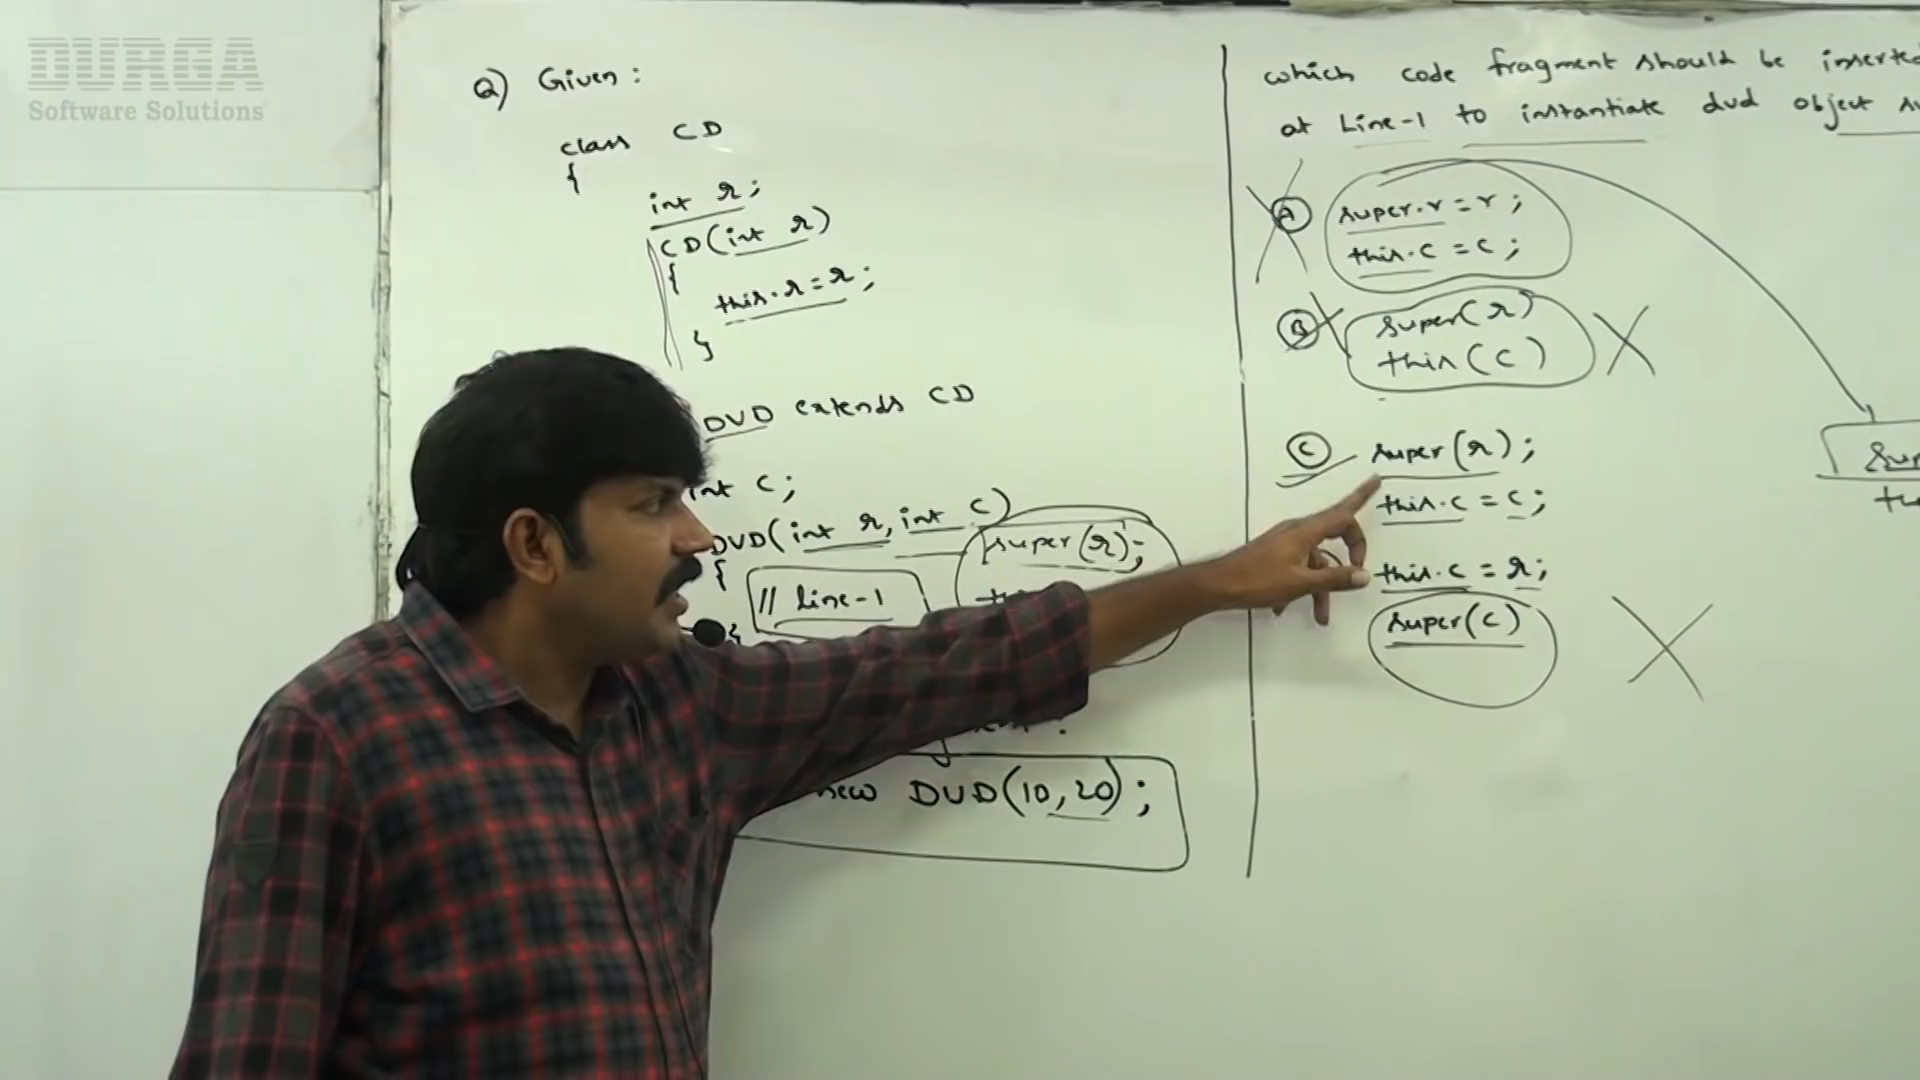 DURGA
Software Solutions
Q) Given :
class CD
{
int r;
CD(int r)
{
this.r=r;
}
DVD extends CD
int c;
DVD(int r, int c)
{
// line-1
super(r);
}
new DVD(10,20);
which code fragment should be inserted
at Line-1 to instantiate dvd object
A super.r = r;
this.c = c;
B super(r)
this(c)
C super(r);
this.c = c;
this.c = r;
super(c)